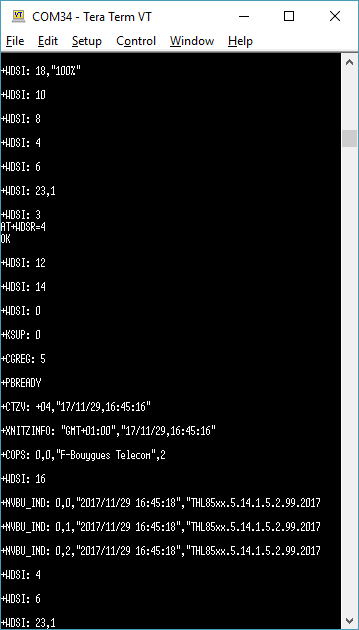 COM34 - Tera Term VT
File Edit Setup Control Window Help
+WDSI: 18,"100%"
+WDSI: 10
+WDSI: 8
+WDSI: 4
+WDSI: 6
+WDSI: 23,1
+WDSI: 3
AT+WDSR=4
OK
+WDSI: 12
+WDSI: 14
+WDSI: 0
+KSUP: 0
+CGREG: 5
+PBREADY
+CTZV: +04,"17/11/29,16:45:16"
+XNITZINFO: "GMT+01:00","17/11/29,16:45:16"
+COPS: 0,0,"F-Bouygues Telecom",2
+WDSI: 16
+NVBU_IND: 0,0,"2017/11/29 16:45:18","THL85xx.5.14.1.5.2.99.2017
+NVBU_IND: 0,1,"2017/11/29 16:45:18","THL85xx.5.14.1.5.2.99.2017
+NVBU_IND: 0,2,"2017/11/29 16:45:18","THL85xx.5.14.1.5.2.99.2017
+WDSI: 4
+WDSI: 6
+WDSI: 23,1